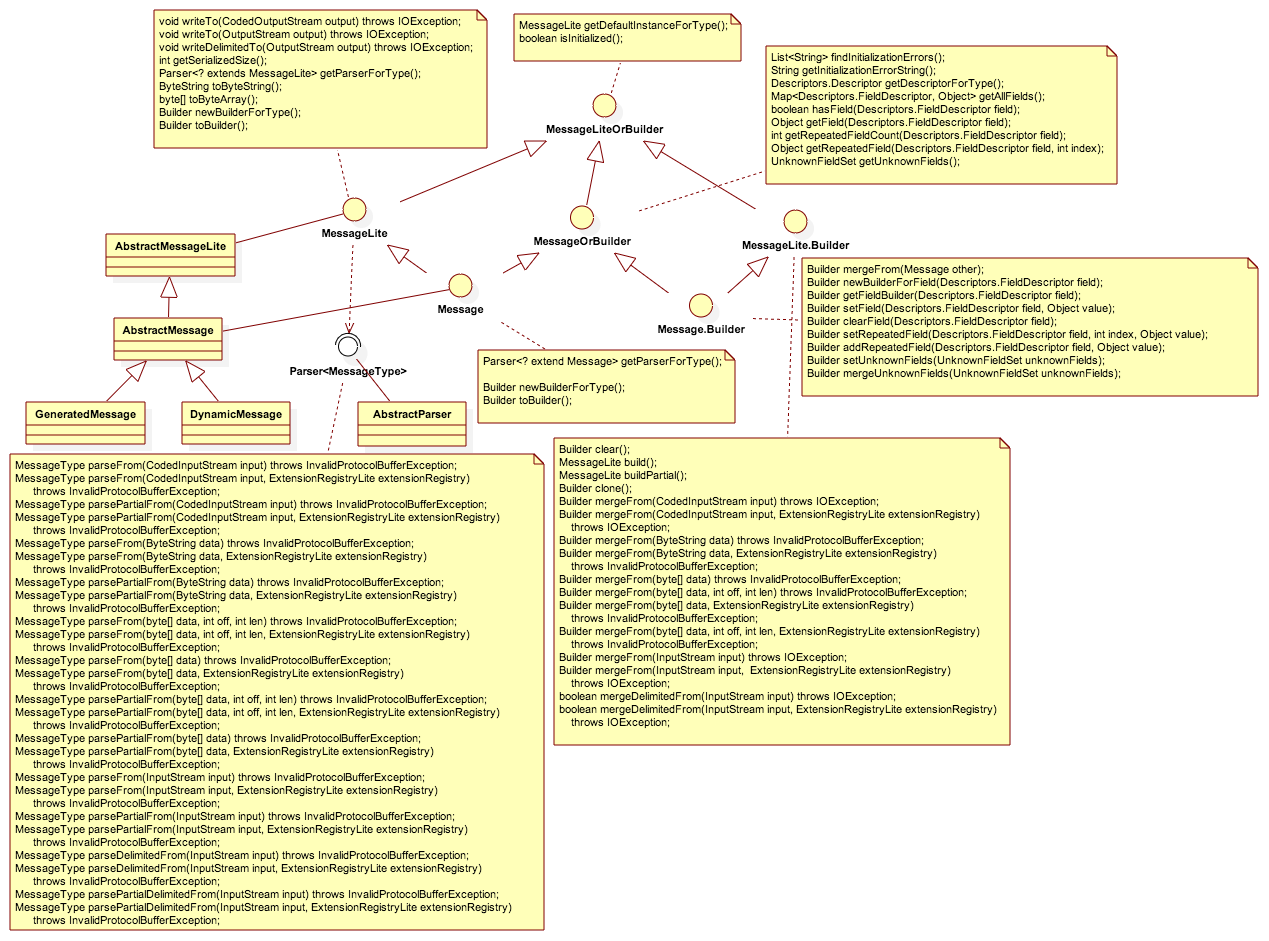 void writeTo(CodedOutputStream output) throws IOException;
void writeTo(OutputStream output) throws IOException;
void writeDelimitedTo(OutputStream output) throws IOException;
int getSerializedSize();
Parser<? extends MessageLite> getParserForType();
ByteString toByteString();
byte[] toByteArray();
Builder newBuilderForType();
Builder toBuilder();
MessageLite getDefaultInstanceForType();
boolean isInitialized();
List<String> findInitializationErrors();
String getInitializationErrorString();
Descriptors.Descriptor getDescriptorForType();
Map<Descriptors.FieldDescriptor, Object> getAllFields();
boolean hasField(Descriptors.FieldDescriptor field);
Object getField(Descriptors.FieldDescriptor field);
int getRepeatedFieldCount(Descriptors.FieldDescriptor field);
Object getRepeatedField(Descriptors.FieldDescriptor field, int index);
UnknownFieldSet getUnknownFields();
MessageLiteOrBuilder
MessageLite
MessageOrBuilder
MessageLite.Builder
AbstractMessageLite
Message
Message.Builder
AbstractMessage
Parser<MessageType>
GeneratedMessage
DynamicMessage
AbstractParser
Builder mergeFrom(Message other);
Builder newBuilderForField(Descriptors.FieldDescriptor field);
Builder getFieldBuilder(Descriptors.FieldDescriptor field);
Builder setField(Descriptors.FieldDescriptor field, Object value);
Builder clearField(Descriptors.FieldDescriptor field);
Builder setRepeatedField(Descriptors.FieldDescriptor field, int index, Object value);
Builder addRepeatedField(Descriptors.FieldDescriptor field, Object value);
Builder setUnknownFields(UnknownFieldSet unknownFields);
Builder mergeUnknownFields(UnknownFieldSet unknownFields);
Parser<? extend Message> getParserForType();
Builder newBuilderForType();
Builder toBuilder();
MessageType parseFrom(CodedInputStream input) throws InvalidProtocolBufferException;
MessageType parseFrom(CodedInputStream input, ExtensionRegistryLite extensionRegistry)
throws InvalidProtocolBufferException;
MessageType parsePartialFrom(CodedInputStream input) throws InvalidProtocolBufferException;
MessageType parsePartialFrom(CodedInputStream input, ExtensionRegistryLite extensionRegistry)
throws InvalidProtocolBufferException;
MessageType parseFrom(ByteString data) throws InvalidProtocolBufferException;
MessageType parseFrom(ByteString data, ExtensionRegistryLite extensionRegistry)
throws InvalidProtocolBufferException;
MessageType parsePartialFrom(ByteString data) throws InvalidProtocolBufferException;
MessageType parsePartialFrom(ByteString data, ExtensionRegistryLite extensionRegistry)
throws InvalidProtocolBufferException;
MessageType parseFrom(byte[] data, int off, int len) throws InvalidProtocolBufferException;
MessageType parseFrom(byte[] data, int off, int len, ExtensionRegistryLite extensionRegistry)
throws InvalidProtocolBufferException;
MessageType parseFrom(byte[] data) throws InvalidProtocolBufferException;
MessageType parseFrom(byte[] data, ExtensionRegistryLite extensionRegistry)
throws InvalidProtocolBufferException;
MessageType parsePartialFrom(byte[] data, int off, int len) throws InvalidProtocolBufferException;
MessageType parsePartialFrom(byte[] data, int off, int len, ExtensionRegistryLite extensionRegistry)
throws InvalidProtocolBufferException;
MessageType parsePartialFrom(byte[] data) throws InvalidProtocolBufferException;
MessageType parsePartialFrom(byte[] data, ExtensionRegistryLite extensionRegistry)
throws InvalidProtocolBufferException;
MessageType parseFrom(InputStream input) throws InvalidProtocolBufferException;
MessageType parseFrom(InputStream input, ExtensionRegistryLite extensionRegistry)
throws InvalidProtocolBufferException;
MessageType parsePartialFrom(InputStream input) throws InvalidProtocolBufferException;
MessageType parsePartialFrom(InputStream input, ExtensionRegistryLite extensionRegistry)
throws InvalidProtocolBufferException;
MessageType parseDelimitedFrom(InputStream input) throws InvalidProtocolBufferException;
MessageType parseDelimitedFrom(InputStream input, ExtensionRegistryLite extensionRegistry)
throws InvalidProtocolBufferException;
MessageType parsePartialDelimitedFrom(InputStream input) throws InvalidProtocolBufferException;
MessageType parsePartialDelimitedFrom(InputStream input, ExtensionRegistryLite extensionRegistry)
throws InvalidProtocolBufferException;
Builder clear();
MessageLite build();
MessageLite buildPartial();
Builder clone();
Builder mergeFrom(CodedInputStream input) throws IOException;
Builder mergeFrom(CodedInputStream input, ExtensionRegistryLite extensionRegistry)
throws IOException;
Builder mergeFrom(ByteString data) throws InvalidProtocolBufferException;
Builder mergeFrom(ByteString data, ExtensionRegistryLite extensionRegistry)
throws InvalidProtocolBufferException;
Builder mergeFrom(byte[] data) throws InvalidProtocolBufferException;
Builder mergeFrom(byte[] data, int off, int len) throws InvalidProtocolBufferException;
Builder mergeFrom(byte[] data, ExtensionRegistryLite extensionRegistry)
throws InvalidProtocolBufferException;
Builder mergeFrom(byte[] data, int off, int len, ExtensionRegistryLite extensionRegistry)
throws InvalidProtocolBufferException;
Builder mergeFrom(InputStream input) throws IOException;
Builder mergeFrom(InputStream input,  ExtensionRegistryLite extensionRegistry)
throws IOException;
boolean mergeDelimitedFrom(InputStream input) throws IOException;
boolean mergeDelimitedFrom(InputStream input, ExtensionRegistryLite extensionRegistry)
throws IOException;